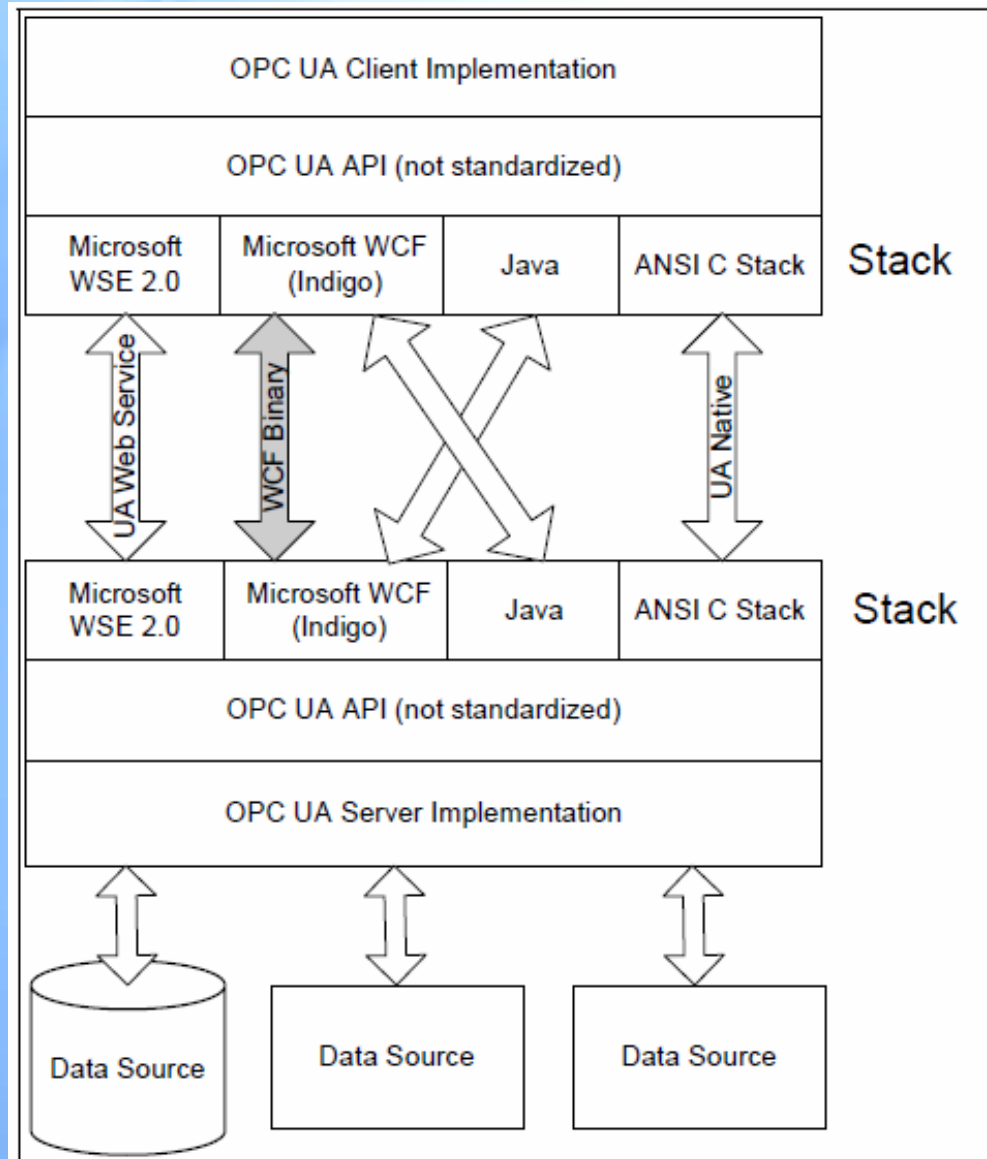 OPC UA Client Implementation
OPC UA API (not standardized)
Microsoft
WSE 2.0
Microsoft WCF
(Indigo)
Java
ANSI C Stack
Stack
UA Web Service
WCF Binary
UA Native
Microsoft
WSE 2.0
Microsoft WCF
(Indigo)
Java
ANSI C Stack
Stack
OPC UA API (not standardized)
OPC UA Server Implementation
Data Source
Data Source
Data Source